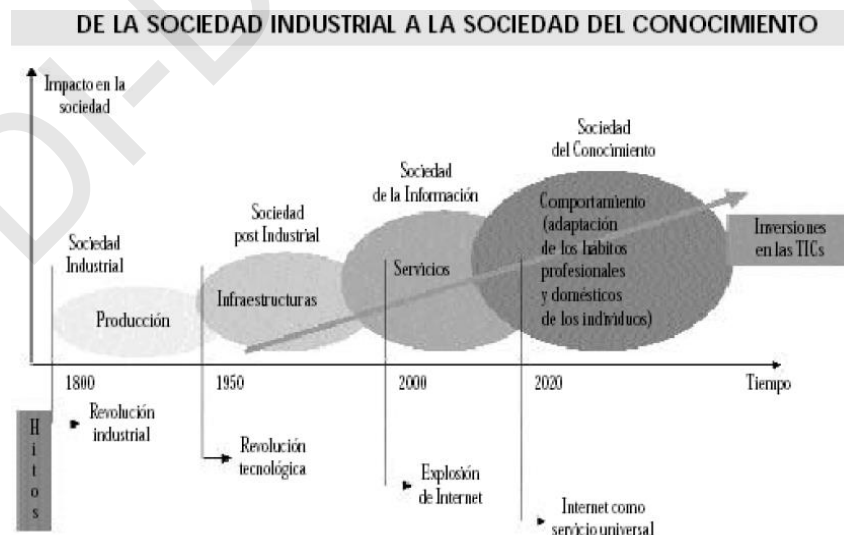 DE LA SOCIEDAD INDUSTRIAL A LA SOCIEDAD DEL CONOCIMIENTO
Impacto en la
sociedad
Sociedad
Industrial
Producción
Sociedad
post Industrial
Infraestructuras
Sociedad
de la Información
Servicios
Sociedad
del Conocimiento
Comportamiento
(adaptación
de los hábitos
profesionales
y domésticos
de los individuos)
Inversiones
en las TICs
1800
1950
2000
2020
Tiempo
Hitos
Revolución
industrial
Revolución
tecnológica
Explosión
de Internet
Internet como
servicio universal